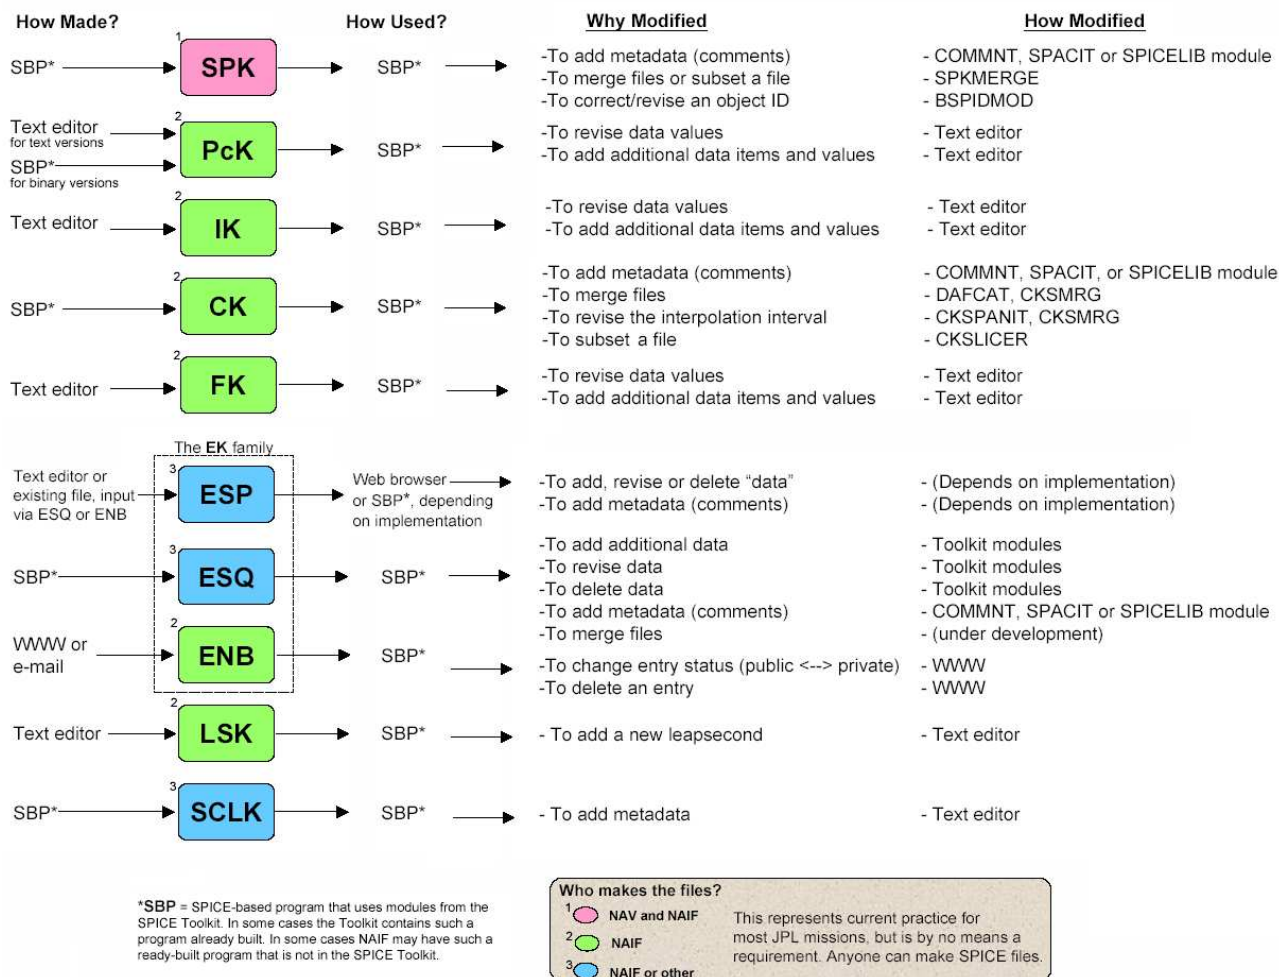 How Made? How Used? Why Modified How Modified
SBP* 1 SPK SBP* -To add metadata (comments) - COMMNT, SPACIT or SPICELIB module
-To merge files or subset a file - SPKMERGE
-To correct/revise an object ID - BSPIDMOD
Text editor 2 -To revise data values - Text editor
for text versions
PcK SBP* -To add additional data items and values - Text editor
SBP*
for binary versions
2 -To revise data values - Text editor
Text editor IK SBP* -To add additional data items and values - Text editor
2 -To add metadata (comments) - COMMNT, SPACIT, or SPICELIB module
-To merge files - DAFCAT, CKSMRG
SBP* CK SBP* -To revise the interpolation interval - CKSPANIT, CKSMRG
-To subset a file - CKSLICER
2 -To revise data values - Text editor
Text editor FK SBP* -To add additional data items and values - Text editor
The EK family
Text editor or 3 Web browser -To add, revise or delete “data” - (Depends on implementation)
existing file, input ESP or SBP*, depending -To add metadata (comments) - (Depends on implementation)
via ESQ or ENB on implementation
3 -To add additional data - Toolkit modules
SBP* ESQ SBP* -To revise data - Toolkit modules
-To delete data - Toolkit modules
-To add metadata (comments) - COMMNT, SPACIT or SPICELIB module
2 -To merge files - (under development)
WWW or
e-mail ENB SBP* -To change entry status (public <--> private) - WWW
-To delete an entry - WWW
2
Text editor LSK SBP* - To add a new leapsecond - Text editor
3
SBP* SCLK SBP* - To add metadata - Text editor
*SBP = SPICE-based program that uses modules from the
SPICE Toolkit. In some cases the Toolkit contains such a
program already built. In some cases NAIF may have such a
ready-built program that is not in the SPICE Toolkit.
Who makes the files?
1 NAV and NAIF
2 NAIF
3 NAIF or other
This represents current practice for
most JPL missions, but is by no means a
requirement. Anyone can make SPICE files.